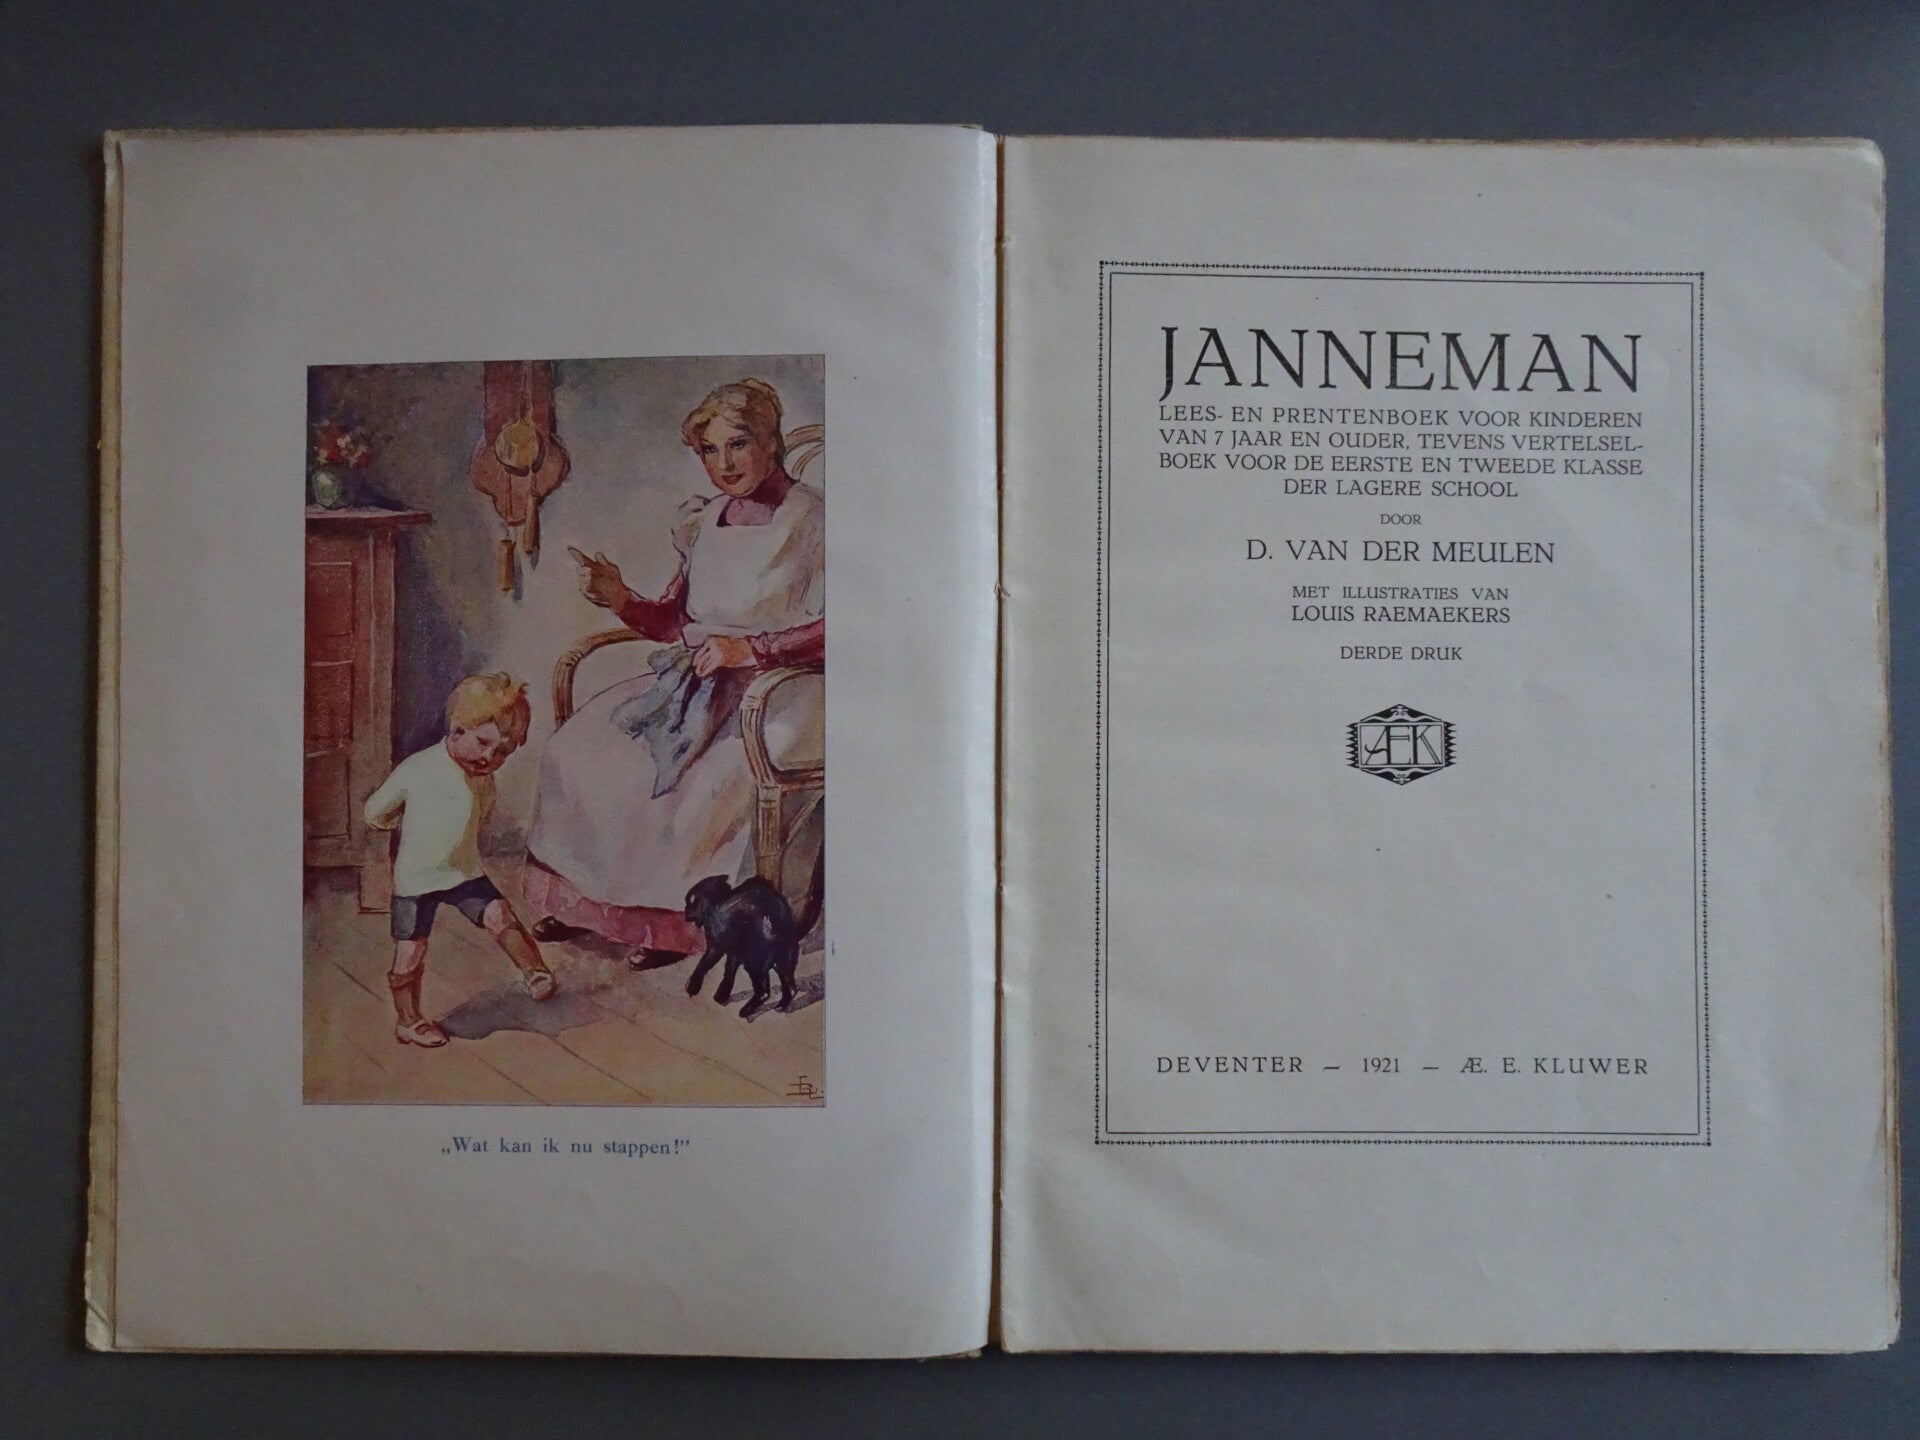 „Wat kan ik nu stappen!”
JANNEMAN
LEES- EN PRENTENBOEK VOOR KINDEREN
VAN 7 JAAR EN OUDER, TEVENS VERTELSEL-
BOEK VOOR DE EERSTE EN TWEEDE KLASSE
DER LAGERE SCHOOL
DOOR
D. VAN DER MEULEN
MET ILLUSTRATIES VAN
LOUIS RAEMAEKERS
DERDE DRUK
ÆK
DEVENTER – 1921 – Æ. E. KLUWER